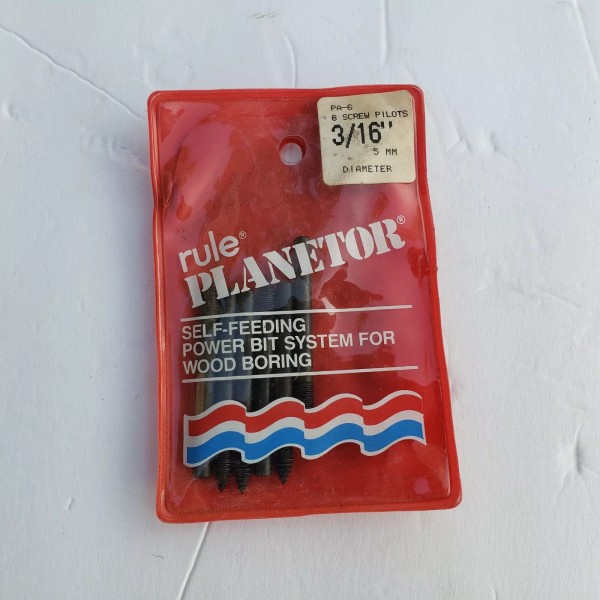 PA-6
6 SCREW PILOTS
3/16"
5 MM
DIAMETER
rule®
PLANETOR®
SELF-FEEDING
POWER BIT SYSTEM FOR
WOOD BORING